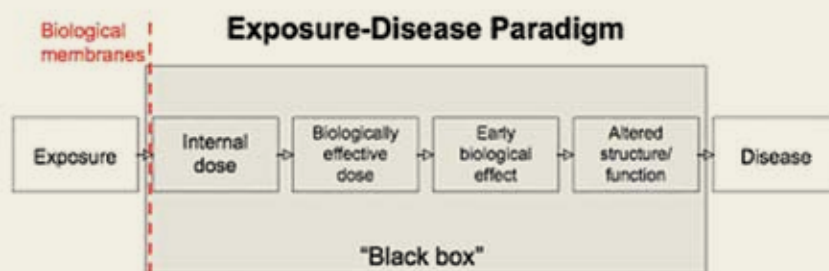 Exposure-Disease Paradigm
Biological
membranes
Exposure
Internal
dose
Biologically
effective
dose
Early
biological
effect
Altered
structure/
function
Disease
"Black box"